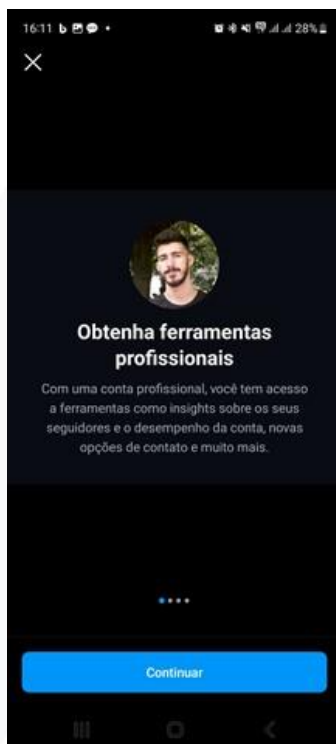 16:11
28%
Obtenha ferramentas
profissionais
Com uma conta profissional, você tem acesso
a ferramentas como insights sobre os seus
seguidores e o desempenho da conta, novas
opções de contato e muito mais.
Continuar